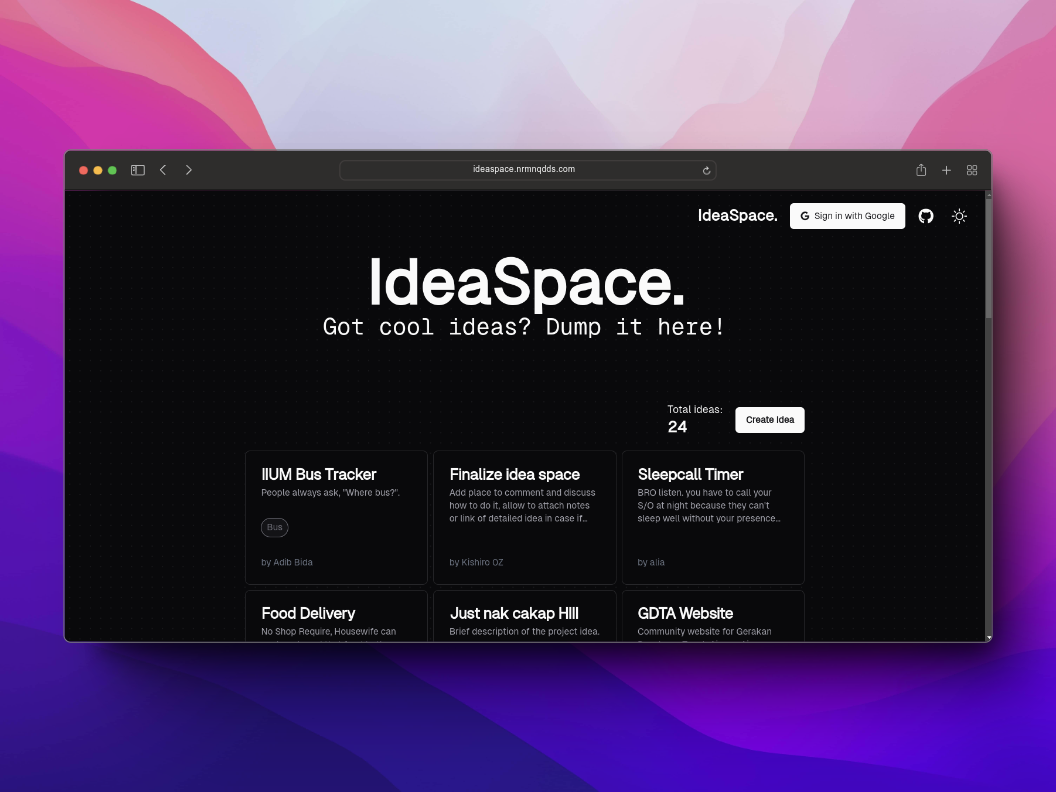 ideaspace.nrmnqdds.com
IdeaSpace.
Sign in with Google
IdeaSpace.
Got cool ideas? Dump it here!
Total ideas:
24
Create Idea
IIUM Bus Tracker
People always ask, "Where bus?".
Bus
by Adib Bida
Finalize idea space
Add place to comment and discuss
how to do it, allow to attach notes
or link of detailed idea in case if...
by Kishiro OZ
Sleepcall Timer
BRO listen. you have to call your
S/O at night because they can't
sleep well without your presence...
by alia
Food Delivery
No Shop Require, Housewife can
Just nak cakap HIII
Brief description of the project idea.
GDTA Website
Community website for Gerakan